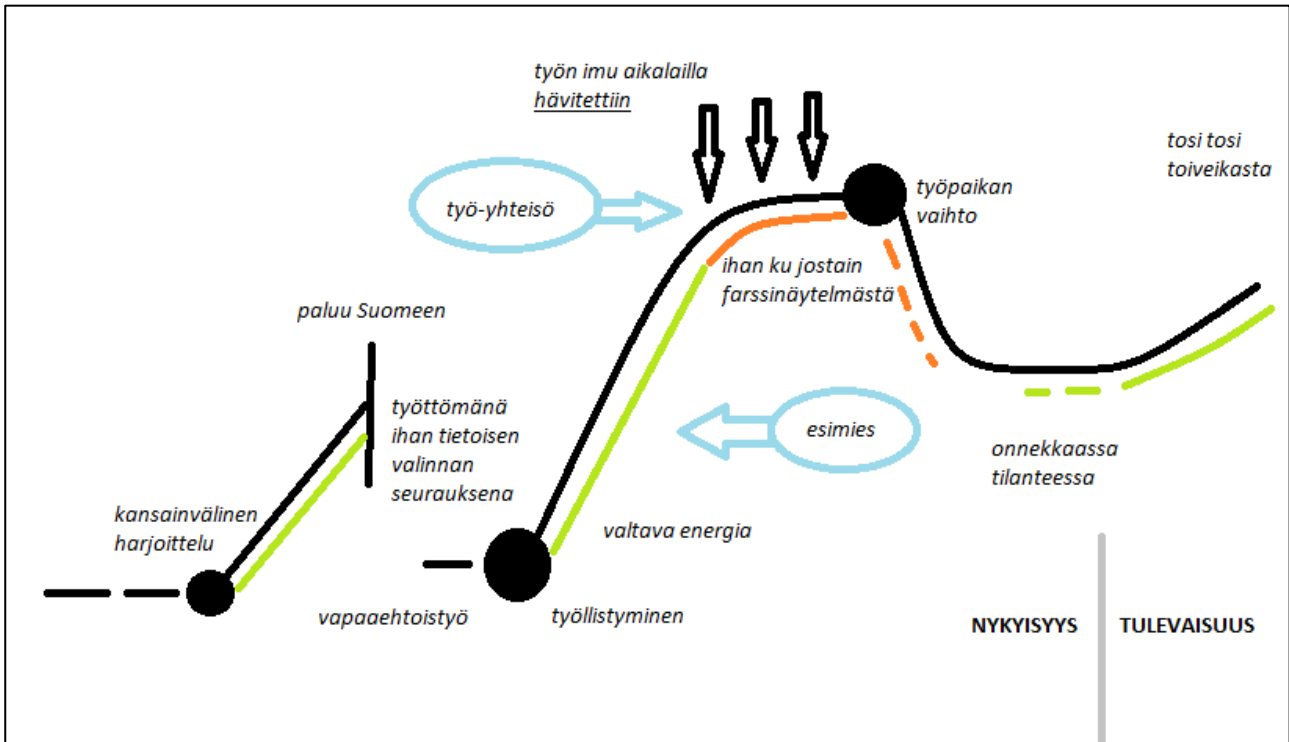 työn imu aikalailla
hävitettiin
tosi tosi
toiveikasta
työ-yhteisö
työpaikan
vaihto
ihan ku jostain
farssinäytelmästä
paluu Suomeen
työttömänä
ihan tietoisen
valinnan
seurauksena
esimies
onnekkaassa
tilanteessa
kansainvälinen
harjoittelu
valtava energia
vapaaehtoistyö
työllistyminen
NYKYISYYS
TULEVAISUUS